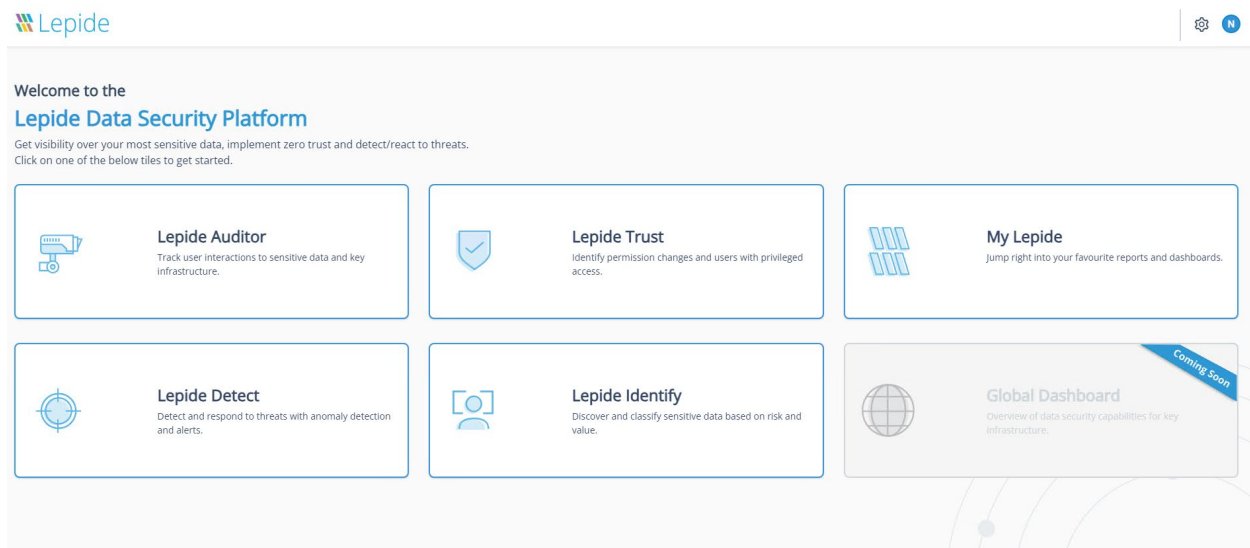 Lepide
N
Welcome to the
Lepide Data Security Platform
Get visibility over your most sensitive data, implement zero trust and detect/react to threats.
Click on one of the below tiles to get started.
Lepide Auditor
Track user interactions to sensitive data and key
infrastructure.
Lepide Trust
Identify permission changes and users with privileged
access.
My Lepide
Jump right into your favourite reports and dashboards.
Lepide Detect
Detect and respond to threats with anomaly detection
and alerts.
Lepide Identify
Discover and classify sensitive data based on risk and
value.
Coming Soon
Global Dashboard
Overview of data security capabilities for key
infrastructure.